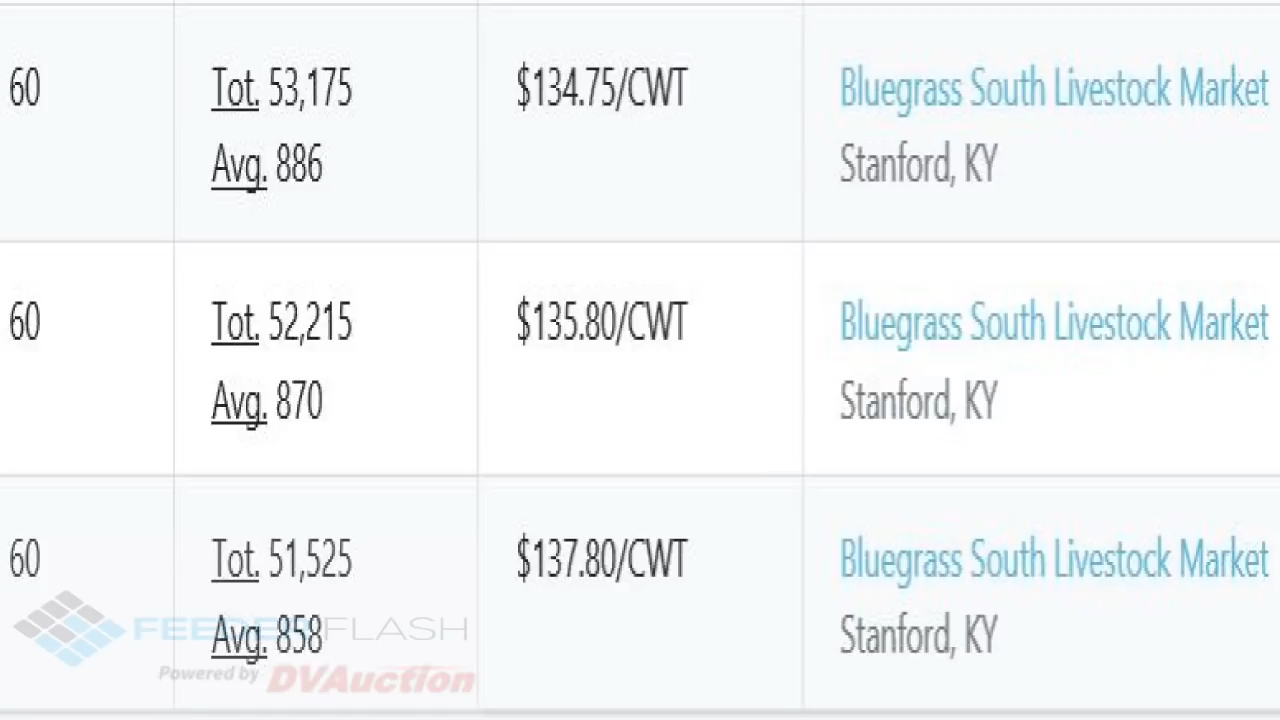 60
Tot. 53,175
$134.75/CWT
Bluegrass South Livestock Market
Avg. 886
Stanford, KY
60
Tot. 52,215
$135.80/CWT
Bluegrass South Livestock Market
Avg. 870
Stanford, KY
60
Tot. 51,525
$137.80/CWT
Bluegrass South Livestock Market
Avg. 858
Stanford, KY
FEEDERFLASH
Powered by DVAuction